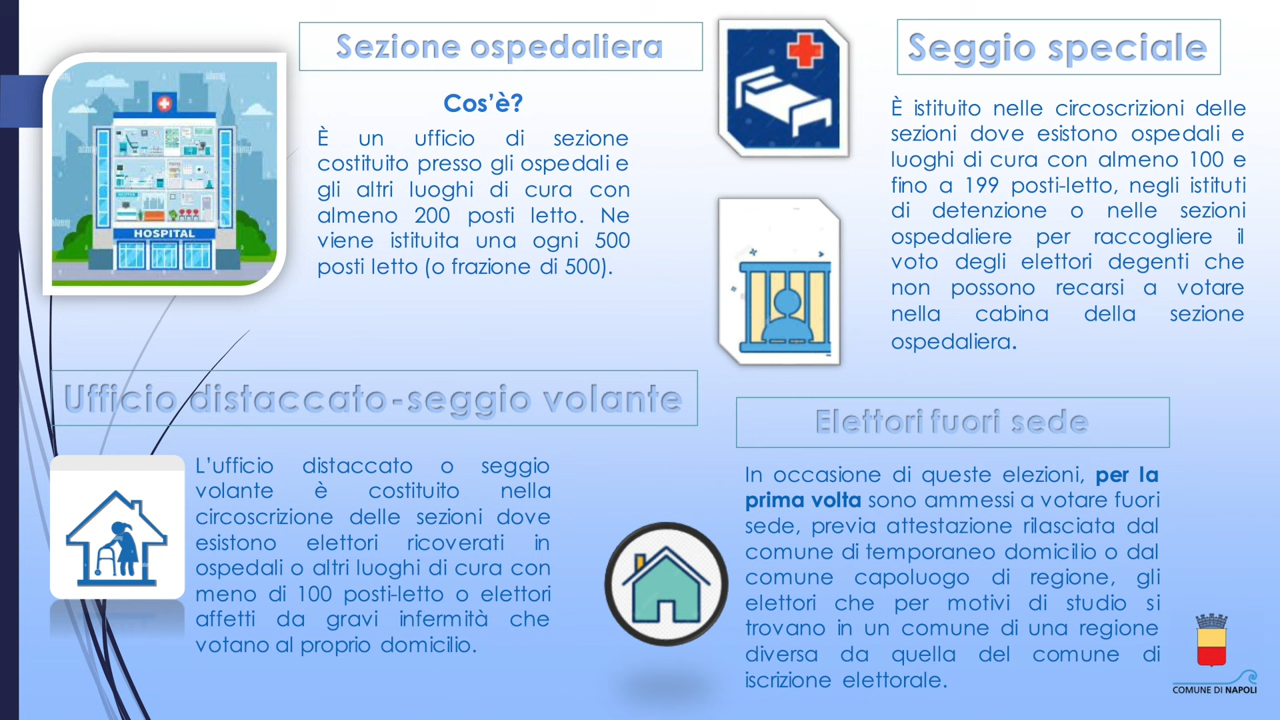 Sezione ospedaliera
Cos'è?
È un ufficio di sezione
costituito presso gli ospedali e
gli altri luoghi di cura con
almeno 200 posti letto. Ne
viene istituita una ogni 500
posti letto (o frazione di 500).
HOSPITAL
Seggio speciale
È istituito nelle circoscrizioni delle
sezioni dove esistono ospedali e
luoghi di cura con almeno 100 e
fino a 199 posti-letto, negli istituti
di detenzione o nelle sezioni
ospedaliere per raccogliere il
voto degli elettori degenti che
non possono recarsi a votare
nella cabina della sezione
ospedaliera.
Ufficio distaccato-seggio volante
L'ufficio distaccato o seggio
volante è costituito nella
circoscrizione delle sezioni dove
esistono elettori ricoverati in
ospedali o altri luoghi di cura con
meno di 100 posti-letto o elettori
affetti da gravi infermità che
votano al proprio domicilio.
Elettori fuori sede
In occasione di queste elezioni, per la
prima volta sono ammessi a votare fuori
sede, previa attestazione rilasciata dal
comune di temporaneo domicilio o dal
comune capoluogo di regione, gli
elettori che per motivi di studio si
trovano in un comune di una regione
diversa da quella del comune di
iscrizione elettorale.
COMUNE DI NAPOLI